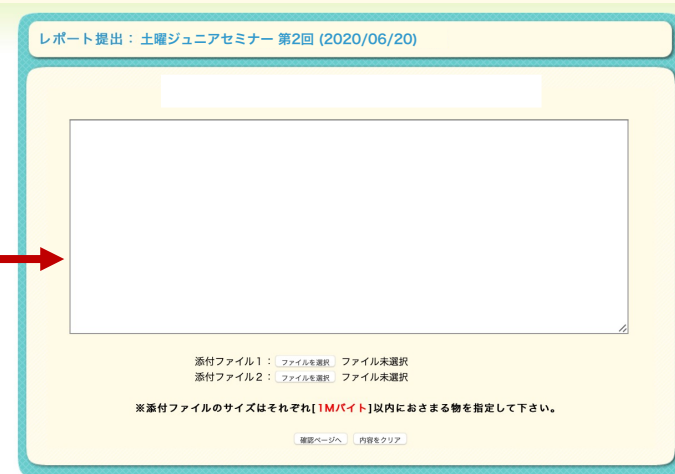 レポート提出：土曜ジュニアセミナー 第2回 (2020/06/20)
添付ファイル1：ファイルを選択 ファイル未選択
添付ファイル2：ファイルを選択 ファイル未選択
※添付ファイルのサイズはそれぞれ[1Mバイト]以内におさまる物を指定して下さい。
確認ページへ 内容をクリア